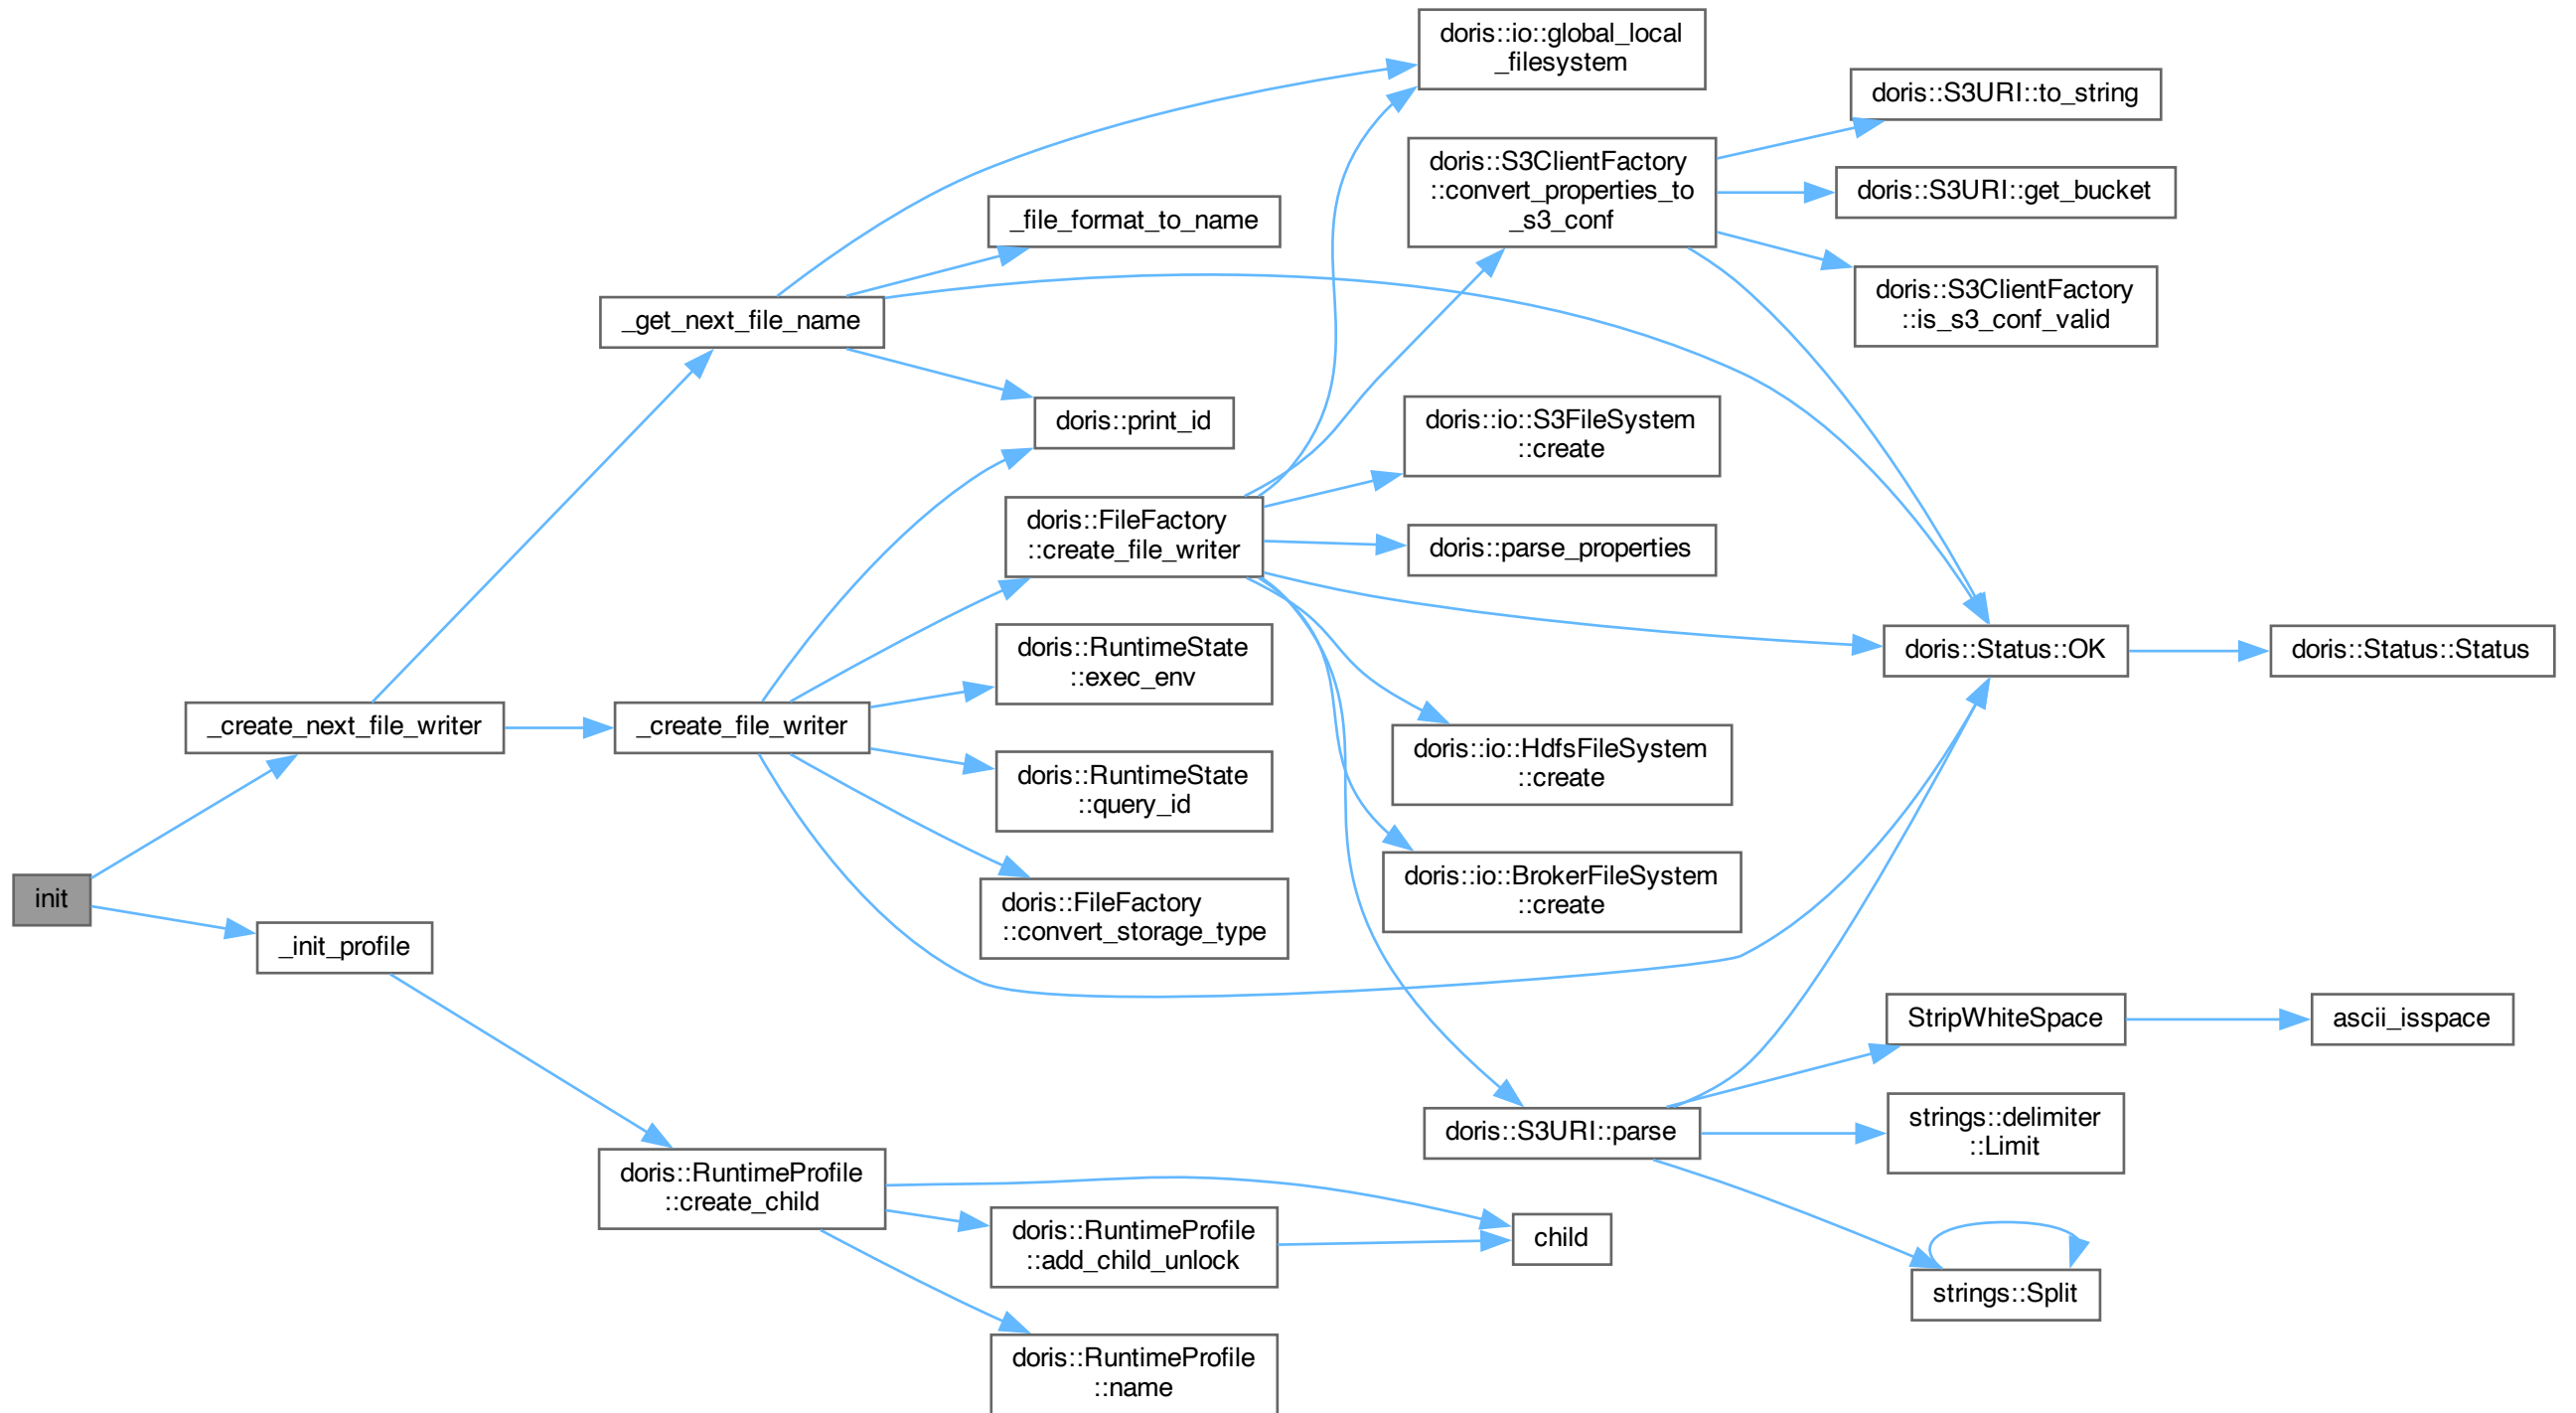 init
_create_next_file_writer
_init_profile
_get_next_file_name
_create_file_writer
doris::RuntimeProfile
::create_child
_file_format_to_name
doris::print_id
doris::FileFactory
::create_file_writer
doris::RuntimeState
::exec_env
doris::RuntimeState
::query_id
doris::FileFactory
::convert_storage_type
doris::RuntimeProfile
::add_child_unlock
doris::RuntimeProfile
::name
doris::io::global_local
_filesystem
doris::S3ClientFactory
::convert_properties_to
_s3_conf
doris::io::S3FileSystem
::create
doris::parse_properties
doris::io::HdfsFileSystem
::create
doris::io::BrokerFileSystem
::create
doris::S3URI::parse
child
doris::S3URI::to_string
doris::S3URI::get_bucket
doris::S3ClientFactory
::is_s3_conf_valid
doris::Status::OK
StripWhiteSpace
strings::delimiter
::Limit
strings::Split
doris::Status::Status
ascii_isspace